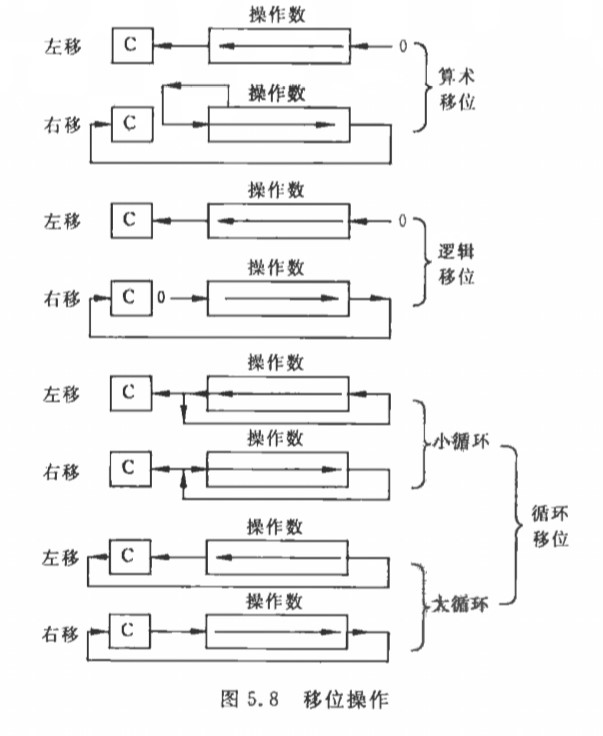 操作数
左移 C 0
操作数
右移 C
算术
移位
操作数
左移 C 0
操作数
右移 C 0
逻辑
移位
操作数
左移 C
操作数
右移 C
小循环
操作数
左移 C
操作数
右移 C
大循环
循环
移位
图 5.8 移位操作